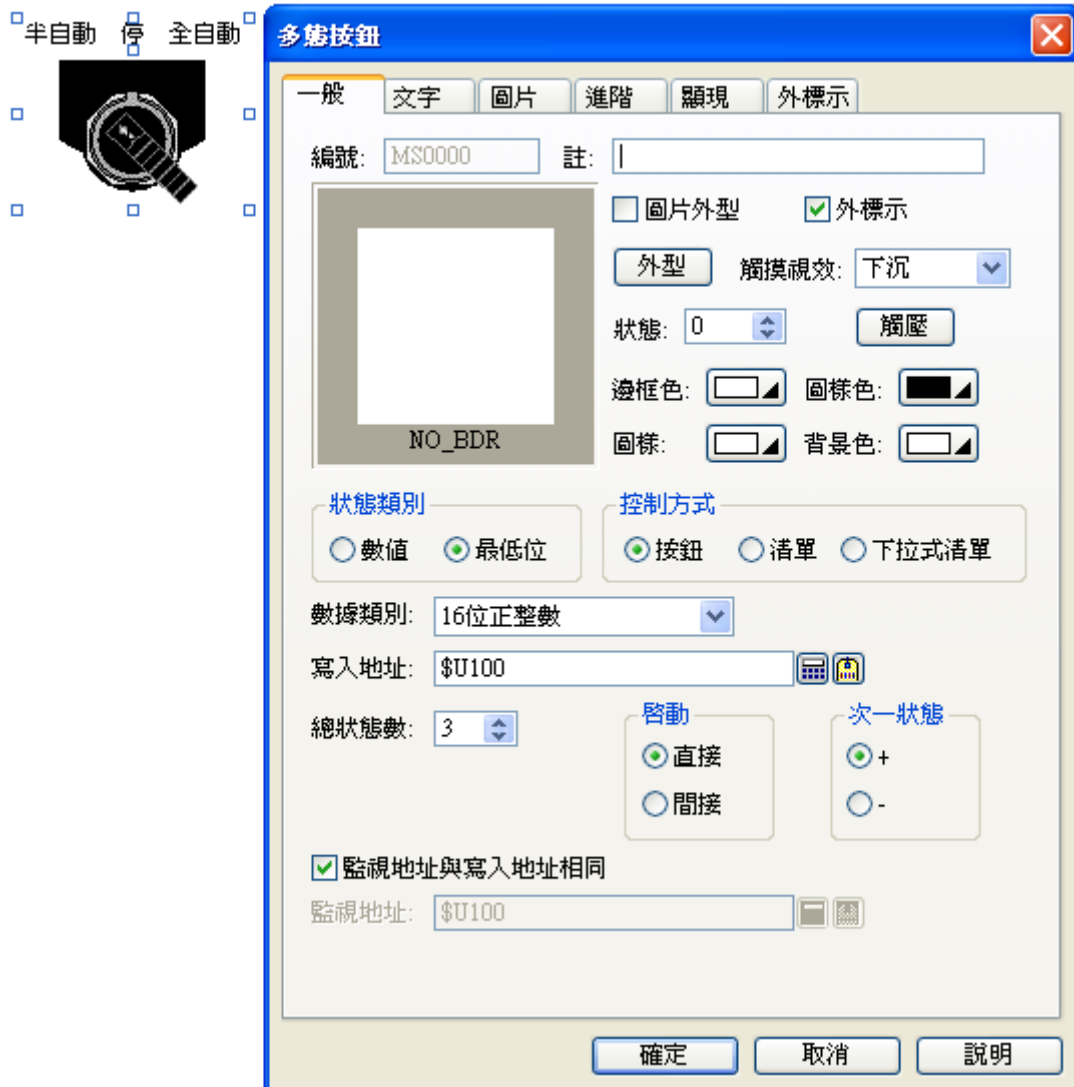 半自動 停 全自動
多態按鈕
一般 文字 圖片 進階 顯現 外標示
編號: MS0000 註:
圖片外型 外標示
外型 觸摸視效: 下沉
狀態: 0 觸壓
邊框色: 圖樣色:
NO_BDR 圖樣: 背景色:
狀態類別 控制方式
數值 最低位 按鈕 清單 下拉式清單
數據類別: 16位正整數
寫入地址: $U100
總狀態數: 3 啓動 次一狀態
直接 +
間接 -
監視地址與寫入地址相同
監視地址: $U100
確定 取消 說明